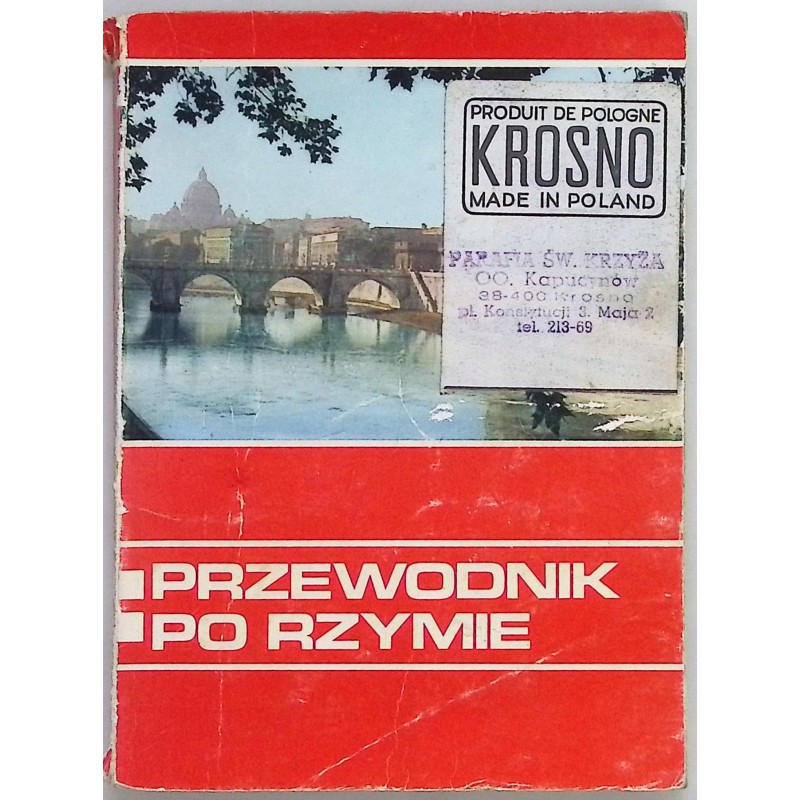 PRODUIT DE POLOGNE
KROSNO
MADE IN POLAND
PARAFIA ŚW. KRZYŻA
OO. Kapucynów
38-400 Krosno
pl. Konstytucji 3. Maja 2
tel. 213-69
PRZEWODNIK
PO RZYMIE